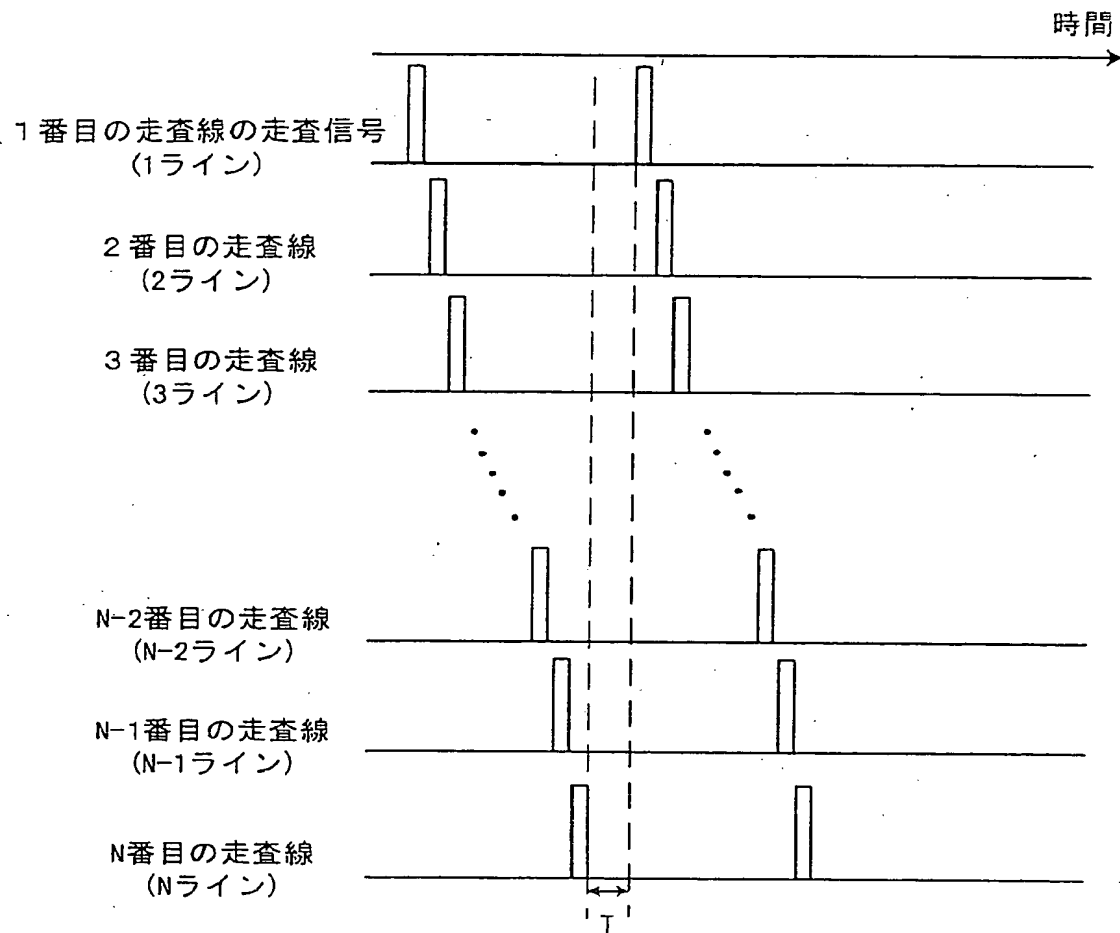 時間
1番目の走査線の走査信号
(1ライン)
2番目の走査線
(2ライン)
3番目の走査線
(3ライン)
N-2番目の走査線
(N-2ライン)
N-1番目の走査線
(N-1ライン)
N番目の走査線
(Nライン)
T